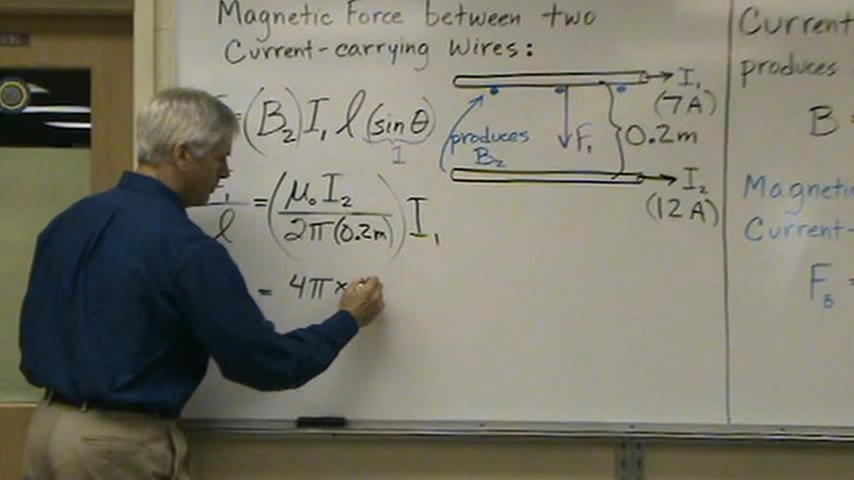 Magnetic Force between two
Current-carrying Wires:
= (B₂) I₁ l (sin θ)
1
l = (μ₀ I₂ / 2π(0.2m)) I₁
= 4π ×
I₁
(7A)
produces
B₂
F₁
0.2m
I₂
(12A)
Current
produces
B =
Magnetic
Current-
F_B =